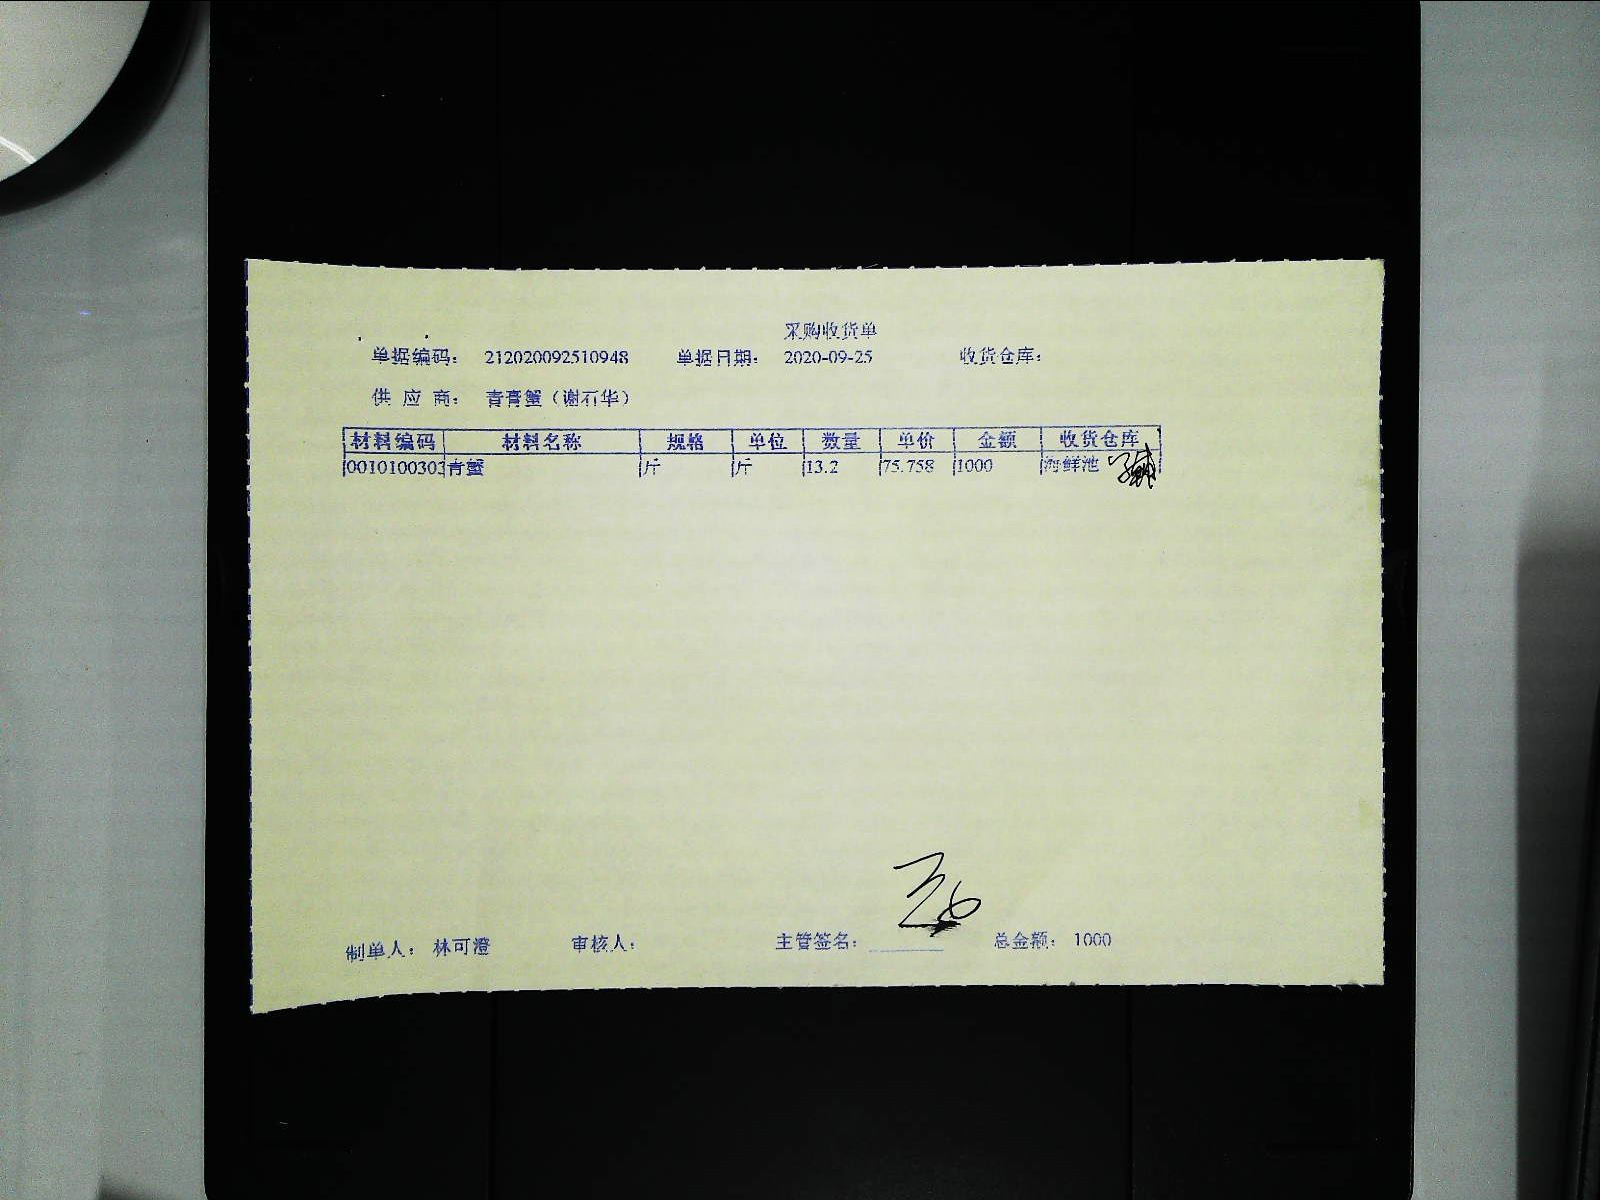 采购收货单
单据编码： 212020092510948 单据日期： 2020-09-25 收货仓库：
供 应 商： 青青蟹（谢石华）
材料编码 材料名称 规格 单位 数量 单价 金额 收货仓库
0010100303 青蟹 斤 斤 13.2 75.758 1000 海鲜池
制单人： 林可澄 审核人： 主管签名： 总金额： 1000